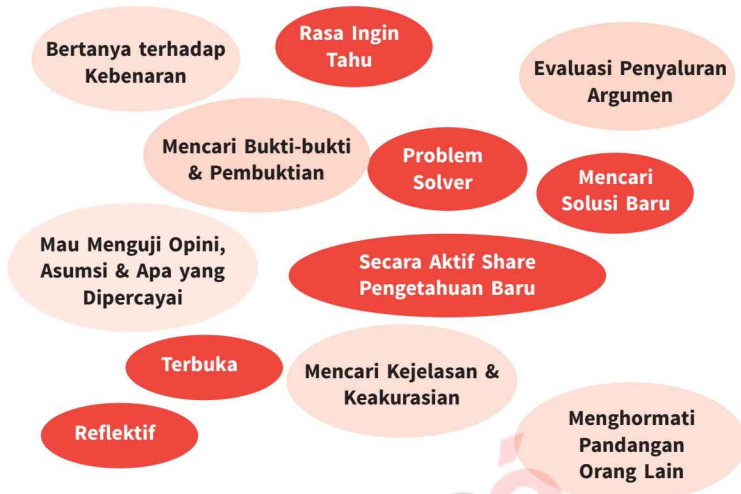 Bertanya terhadap
Kebenaran
Rasa Ingin
Tahu
Evaluasi Penyaluran
Argumen
Mencari Bukti-bukti
& Pembuktian
Problem
Solver
Mencari
Solusi Baru
Mau Menguji Opini,
Asumsi & Apa yang
Dipercayai
Secara Aktif Share
Pengetahuan Baru
Terbuka
Mencari Kejelasan &
Keakurasian
Reflektif
Menghormati
Pandangan
Orang Lain